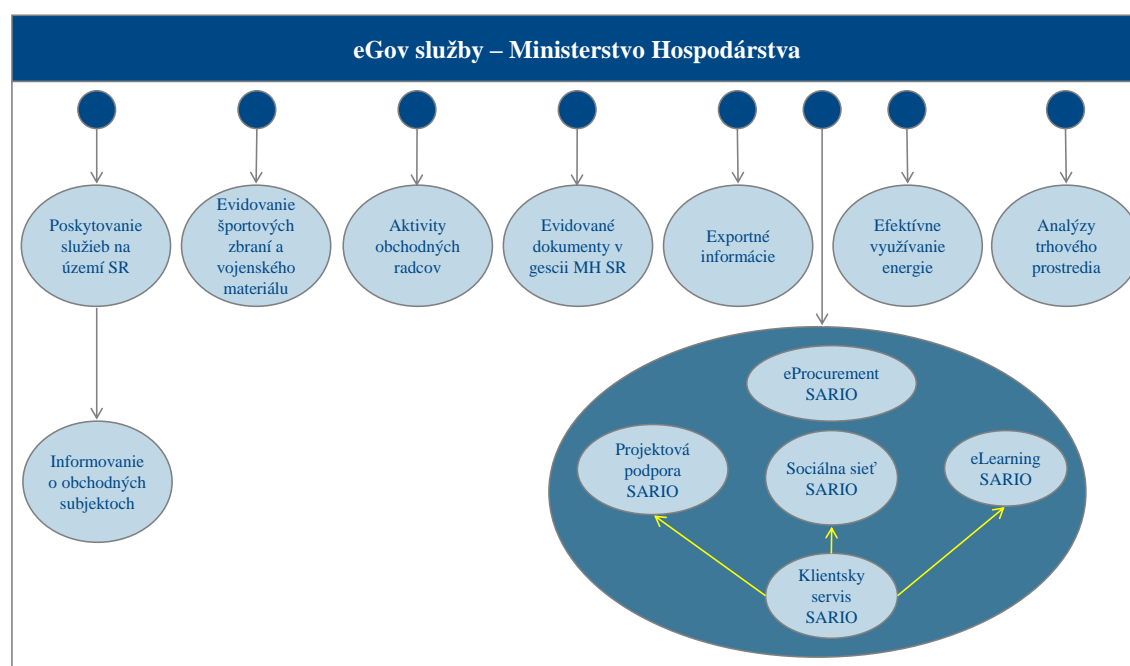 eGov služby – Ministerstvo Hospodárstva
Poskytovanie
služieb na
území SR
Evidovanie
športových
zbraní a
vojenského
materiálu
Aktivity
obchodných
radcov
Evidované
dokumenty v
gescii MH SR
Exportné
informácie
Efektívne
využívanie
energie
Analýzy
trhového
prostredia
eProcurement
SARIO
Projektová
podpora
SARIO
Sociálna sieť
SARIO
eLearning
SARIO
Informovanie
o obchodných
subjektoch
Klientsky
servis
SARIO